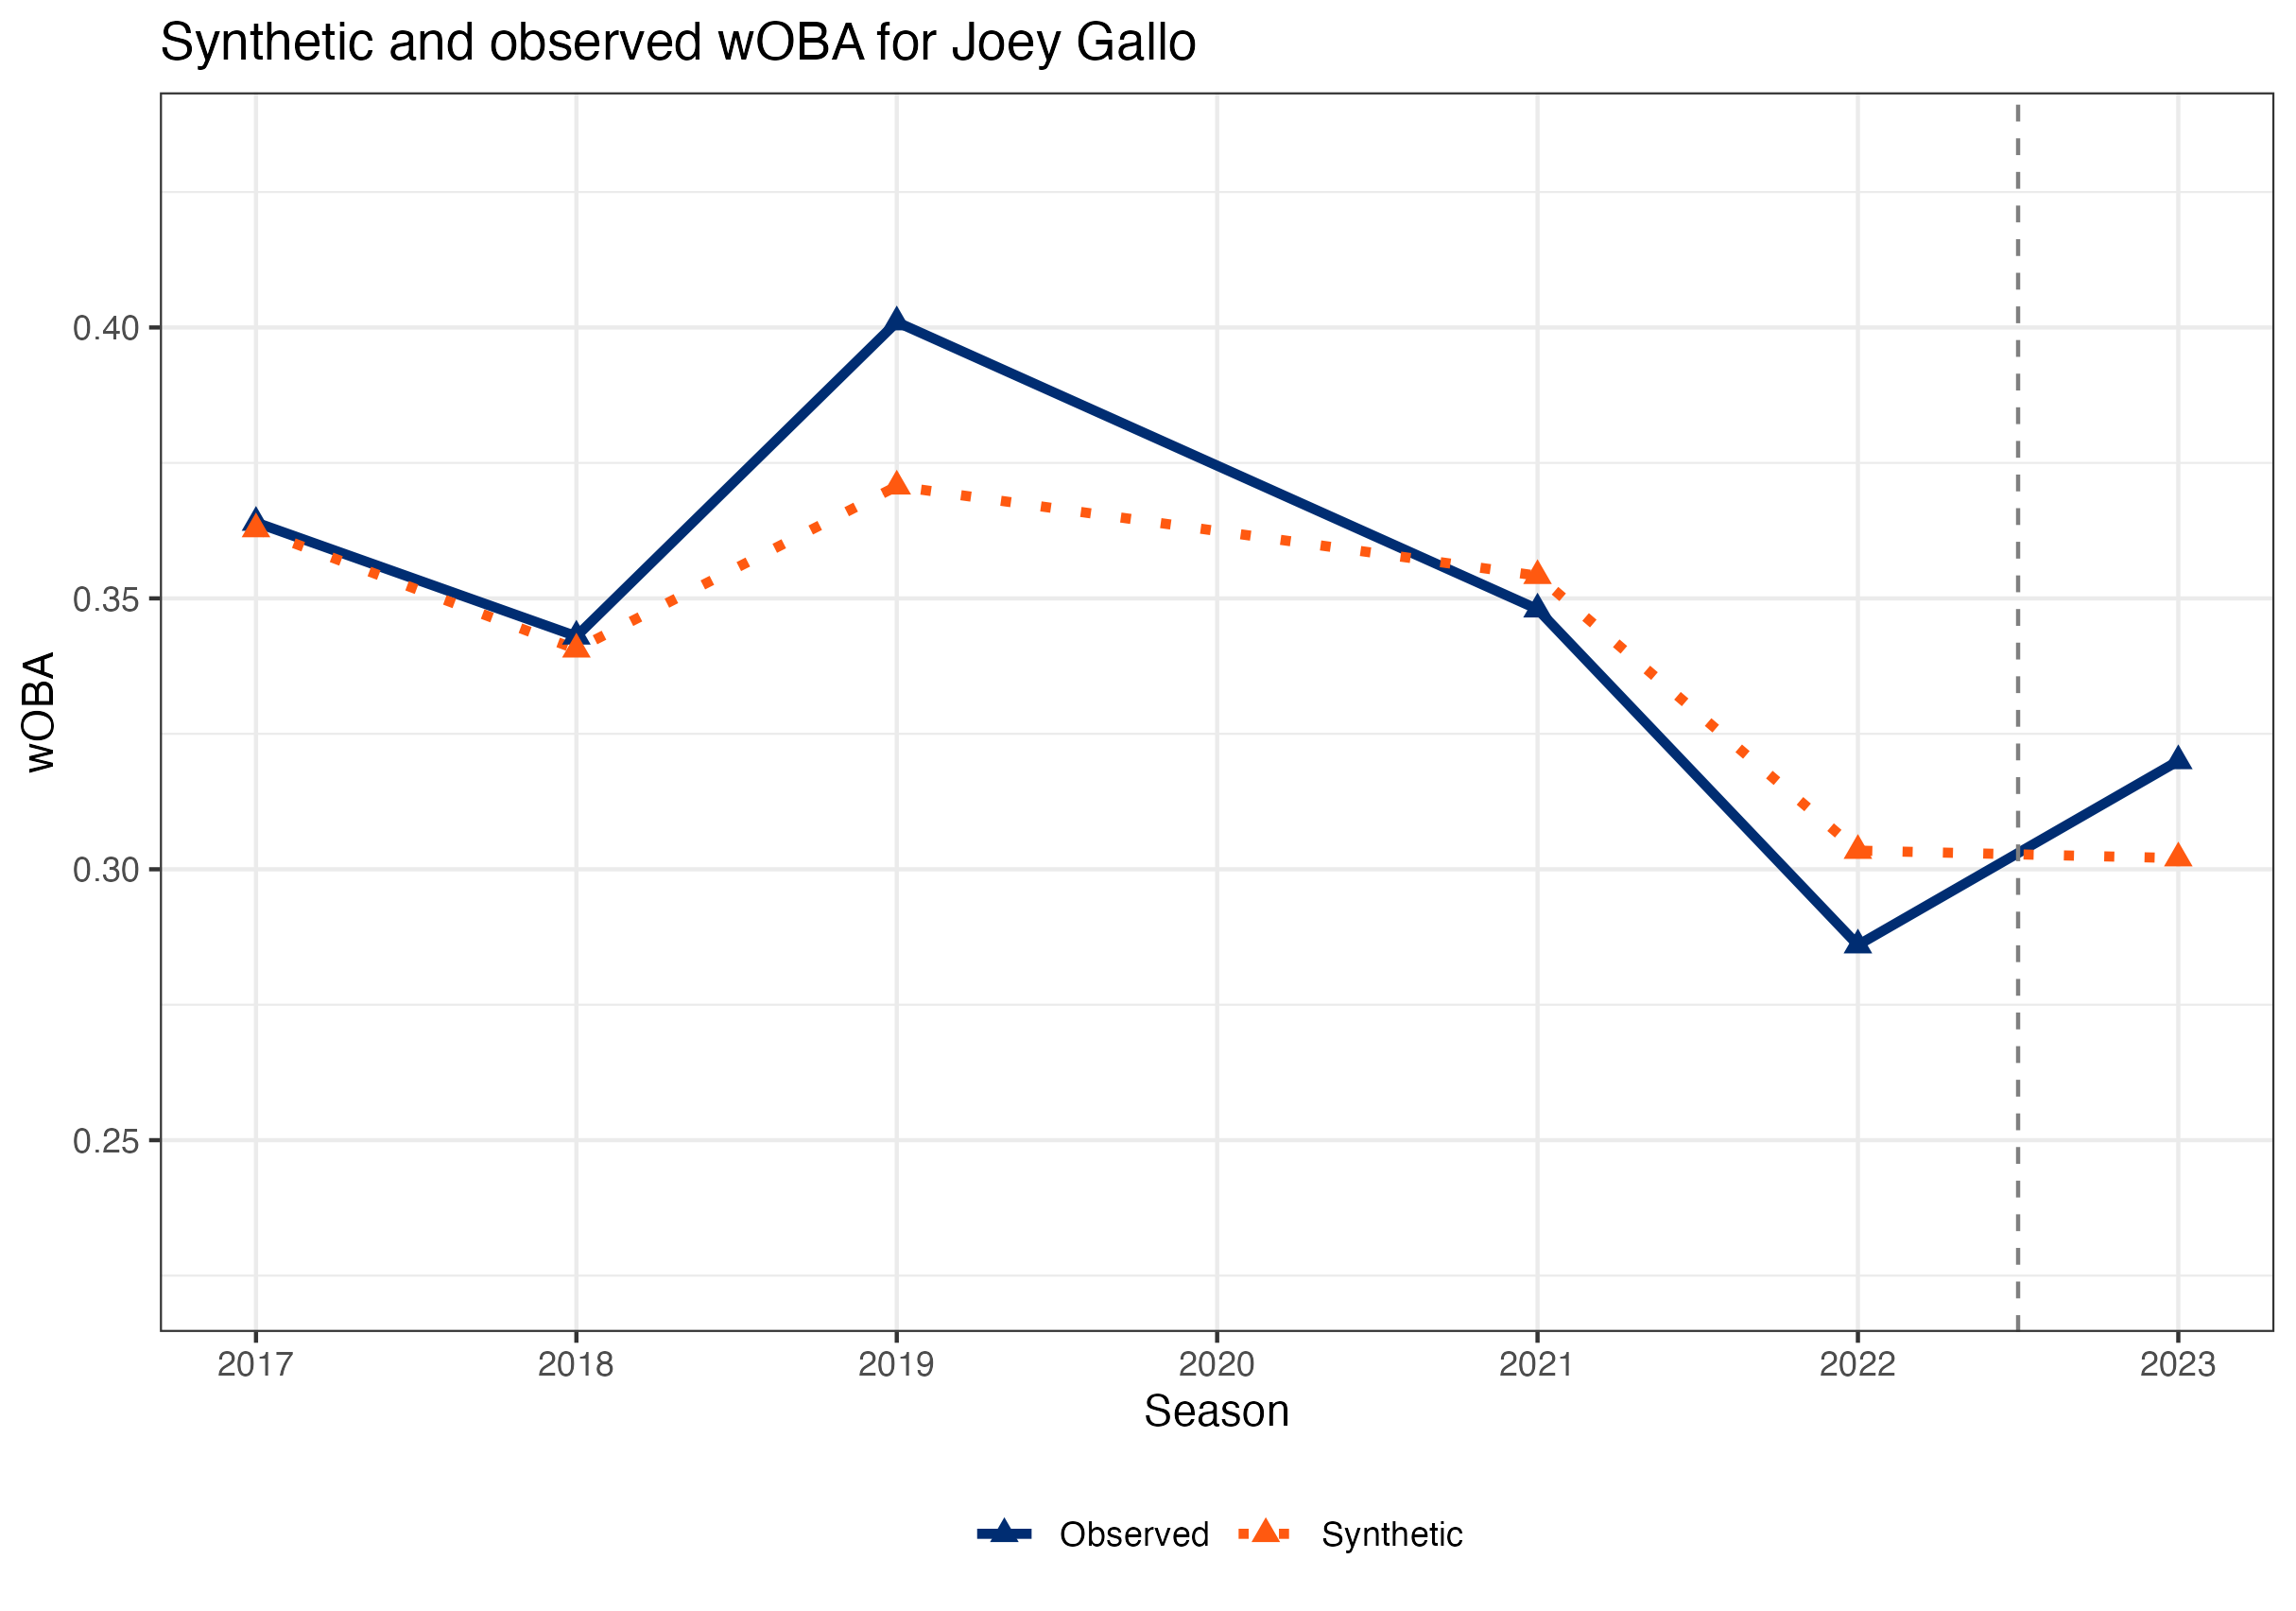 Synthetic and observed wOBA for Joey Gallo
wOBA
0.40
0.35
0.30
0.25
2017 2018 2019 2020 2021 2022 2023
Season
Observed Synthetic